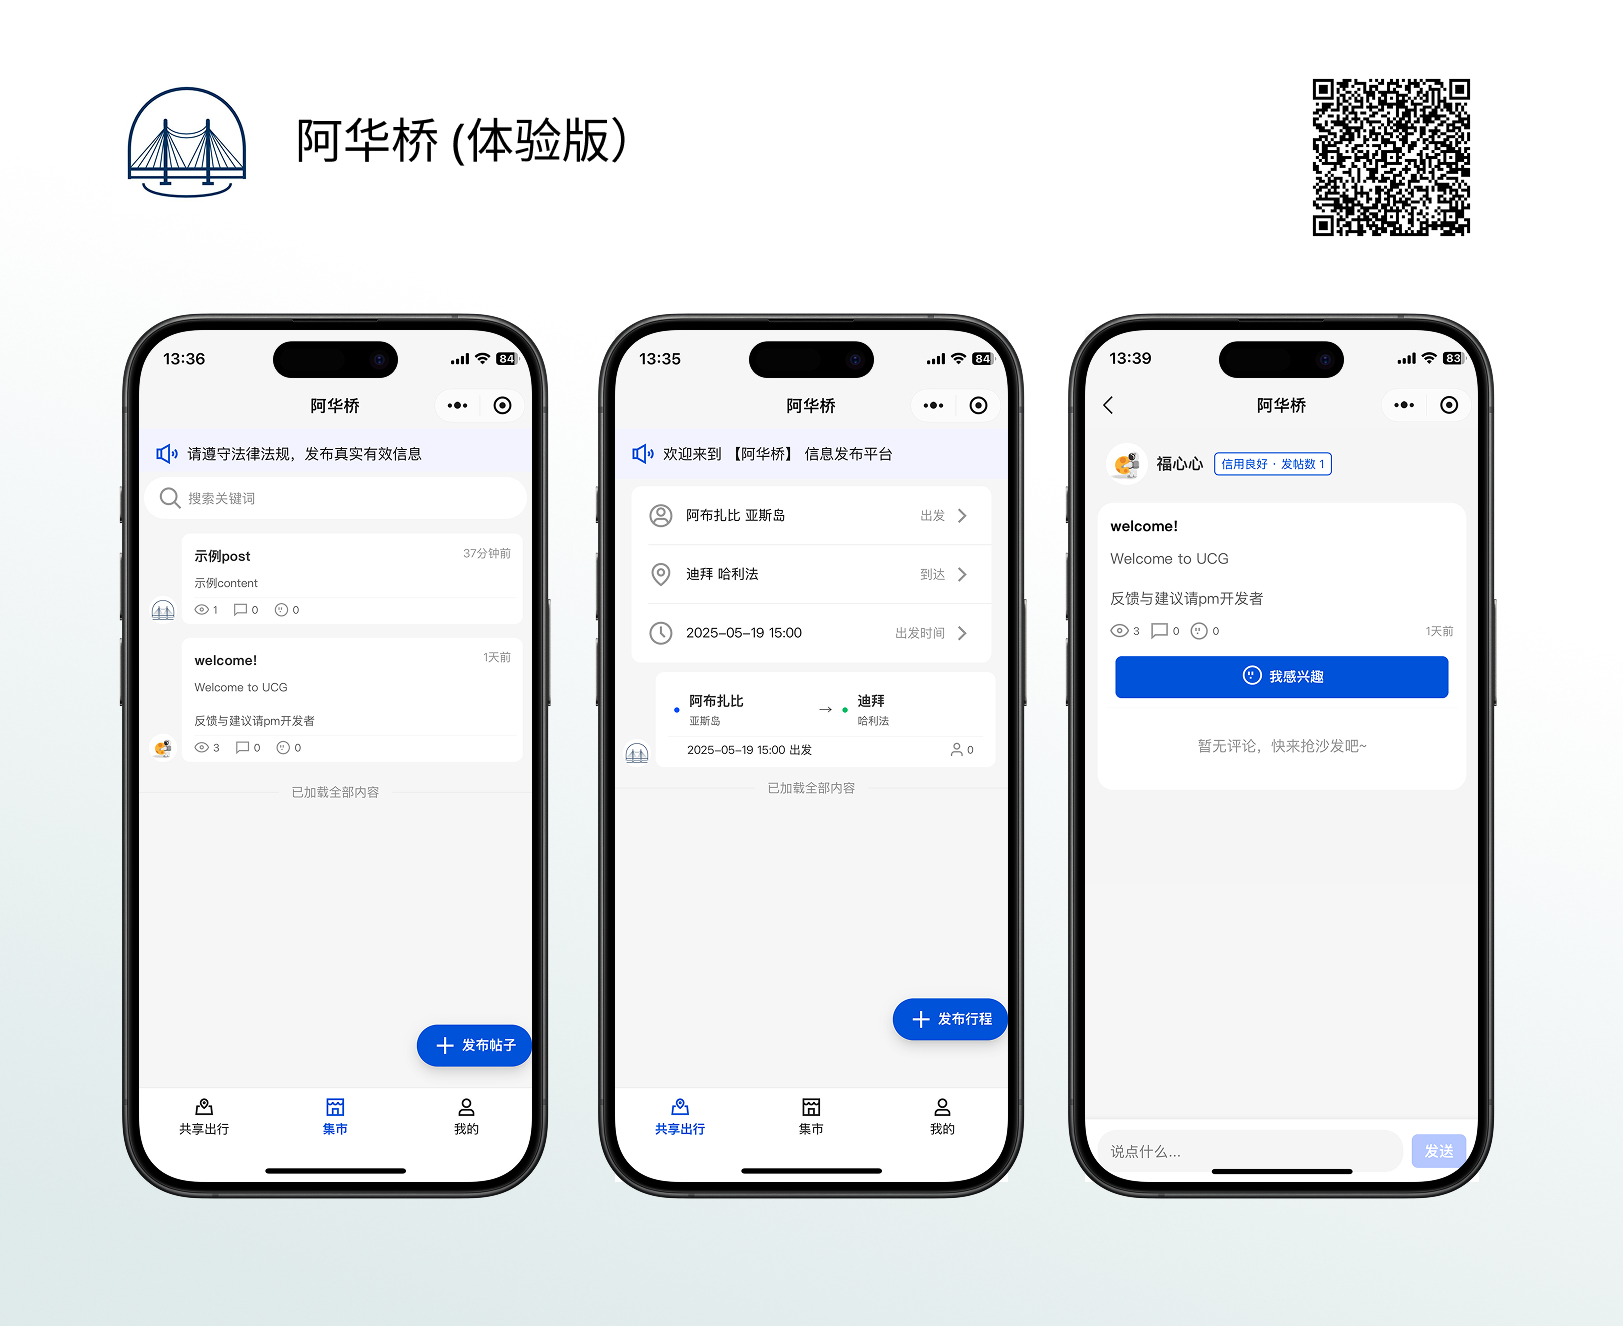 阿华桥 (体验版）
13:36
84
阿华桥
请遵守法律法规，发布真实有效信息
搜索关键词
示例post
37分钟前
示例content
1
0
0
welcome!
1天前
Welcome to UCG
反馈与建议请pm开发者
3
0
0
已加载全部内容
发布帖子
共享出行
集市
我的
13:35
84
阿华桥
欢迎来到 【阿华桥】 信息发布平台
阿布扎比 亚斯岛
出发
迪拜 哈利法
到达
2025-05-19 15:00
出发时间
阿布扎比
→
迪拜
亚斯岛
哈利法
2025-05-19 15:00 出发
0
已加载全部内容
发布行程
共享出行
集市
我的
13:39
83
阿华桥
福心心
信用良好 · 发帖数 1
welcome!
Welcome to UCG
反馈与建议请pm开发者
3
0
0
1天前
我感兴趣
暂无评论，快来抢沙发吧~
说点什么...
发送